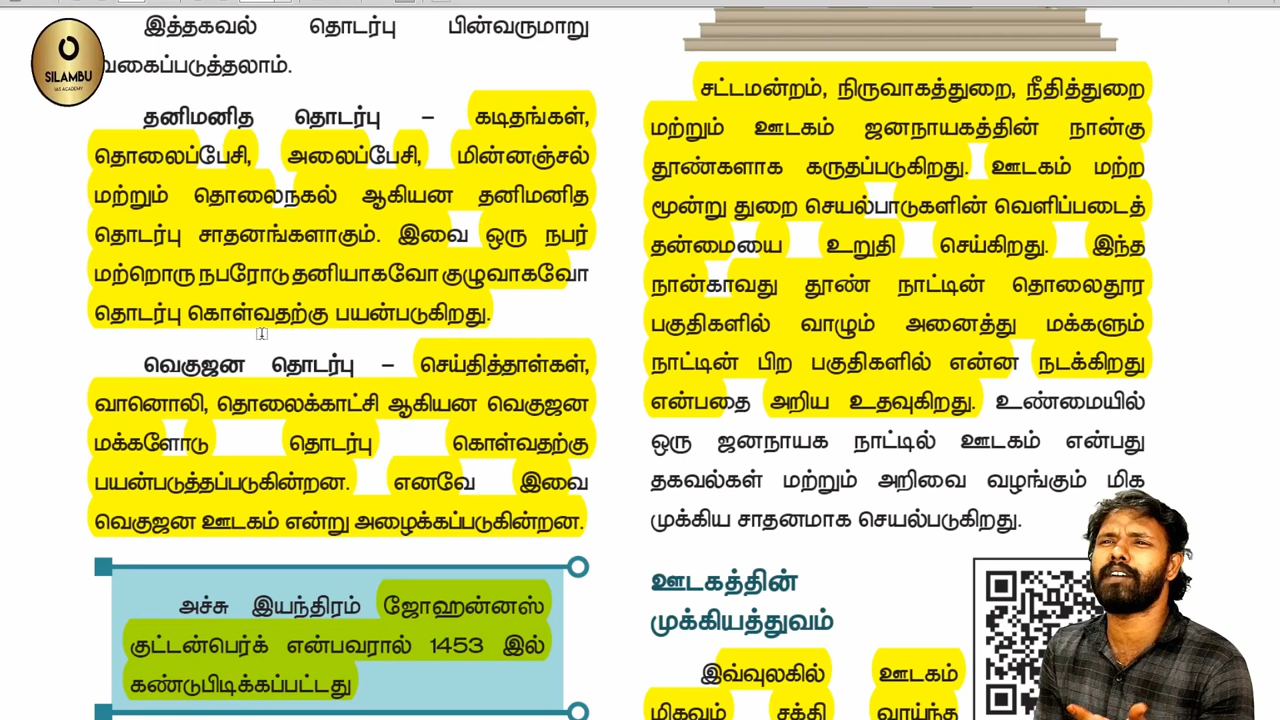 இத்தகவல் தொடர்பு பின்வருமாறு
வகைப்படுத்தலாம்.
SILAMBU
IAS ACADEMY
தனிமனித தொடர்பு – கடிதங்கள்,
தொலைப்பேசி, அலைப்பேசி, மின்னஞ்சல்
மற்றும் தொலைநகல் ஆகியன தனிமனித
தொடர்பு சாதனங்களாகும். இவை ஒரு நபர்
மற்றொரு நபரோடு தனியாகவோ குழுவாகவோ
தொடர்பு கொள்வதற்கு பயன்படுகிறது.
வெகுஜன தொடர்பு – செய்தித்தாள்கள்,
வானொலி, தொலைக்காட்சி ஆகியன வெகுஜன
மக்களோடு தொடர்பு கொள்வதற்கு
பயன்படுத்தப்படுகின்றன. எனவே இவை
வெகுஜன ஊடகம் என்று அழைக்கப்படுகின்றன.
அச்சு இயந்திரம் ஜோஹன்னஸ்
குட்டன்பெர்க் என்பவரால் 1453 இல்
கண்டுபிடிக்கப்பட்டது
சட்டமன்றம், நிருவாகத்துறை, நீதித்துறை
மற்றும் ஊடகம் ஜனநாயகத்தின் நான்கு
தூண்களாக கருதப்படுகிறது. ஊடகம் மற்ற
மூன்று துறை செயல்பாடுகளின் வெளிப்படைத்
தன்மையை உறுதி செய்கிறது. இந்த
நான்காவது தூண் நாட்டின் தொலைதூர
பகுதிகளில் வாழும் அனைத்து மக்களும்
நாட்டின் பிற பகுதிகளில் என்ன நடக்கிறது
என்பதை அறிய உதவுகிறது. உண்மையில்
ஒரு ஜனநாயக நாட்டில் ஊடகம் என்பது
தகவல்கள் மற்றும் அறிவை வழங்கும் மிக
முக்கிய சாதனமாக செயல்படுகிறது.
ஊடகத்தின்
முக்கியத்துவம்
இவ்வுலகில் ஊடகம்
மிகவும் சக்தி வாய்ந்த